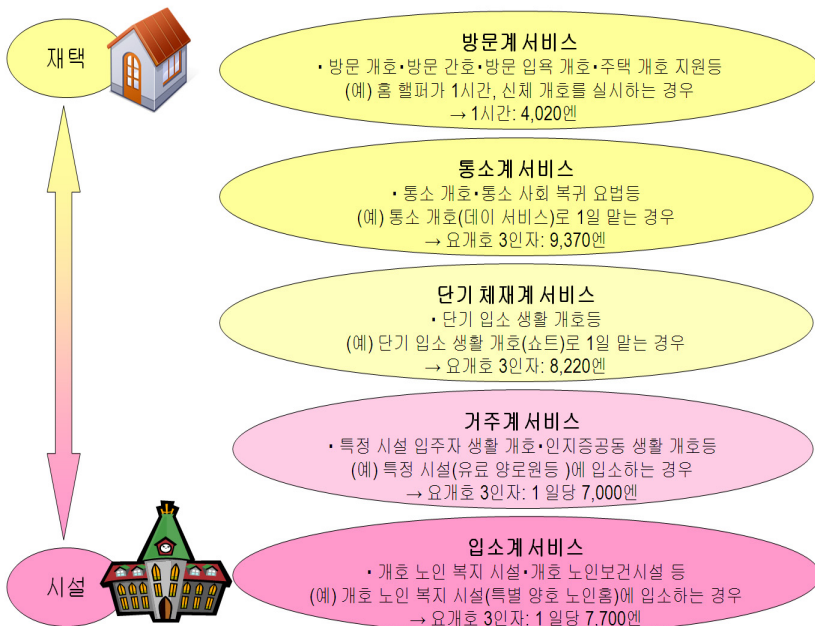 재택
방문계 서비스
・방문 개호・방문 간호・방문 입욕 개호・주택 개호 지원등
(예) 홈 핼퍼가 1시간, 신체 개호를 실시하는 경우
→ 1시간: 4,020엔
통소계 서비스
・통소 개호・통소 사회 복귀 요법등
(예) 통소 개호(데이 서비스)로 1일 맡는 경우
→ 요개호 3인자: 9,370엔
단기 체재계 서비스
・단기 입소 생활 개호등
(예) 단기 입소 생활 개호(쇼트)로 1일 맡는 경우
→ 요개호 3인자: 8,220엔
거주계 서비스
・특정 시설 입주자 생활 개호・인지증공동 생활 개호등
(예) 특정 시설(유료 양로원등 )에 입소하는 경우
→ 요개호 3인자: 1 일당 7,000엔
시설
입소계 서비스
・개호 노인 복지 시설・개호 노인보건시설 등
(예) 개호 노인 복지 시설(특별 양호 노인홈)에 입소하는 경우
→ 요개호 3인자: 1 일당 7,700엔